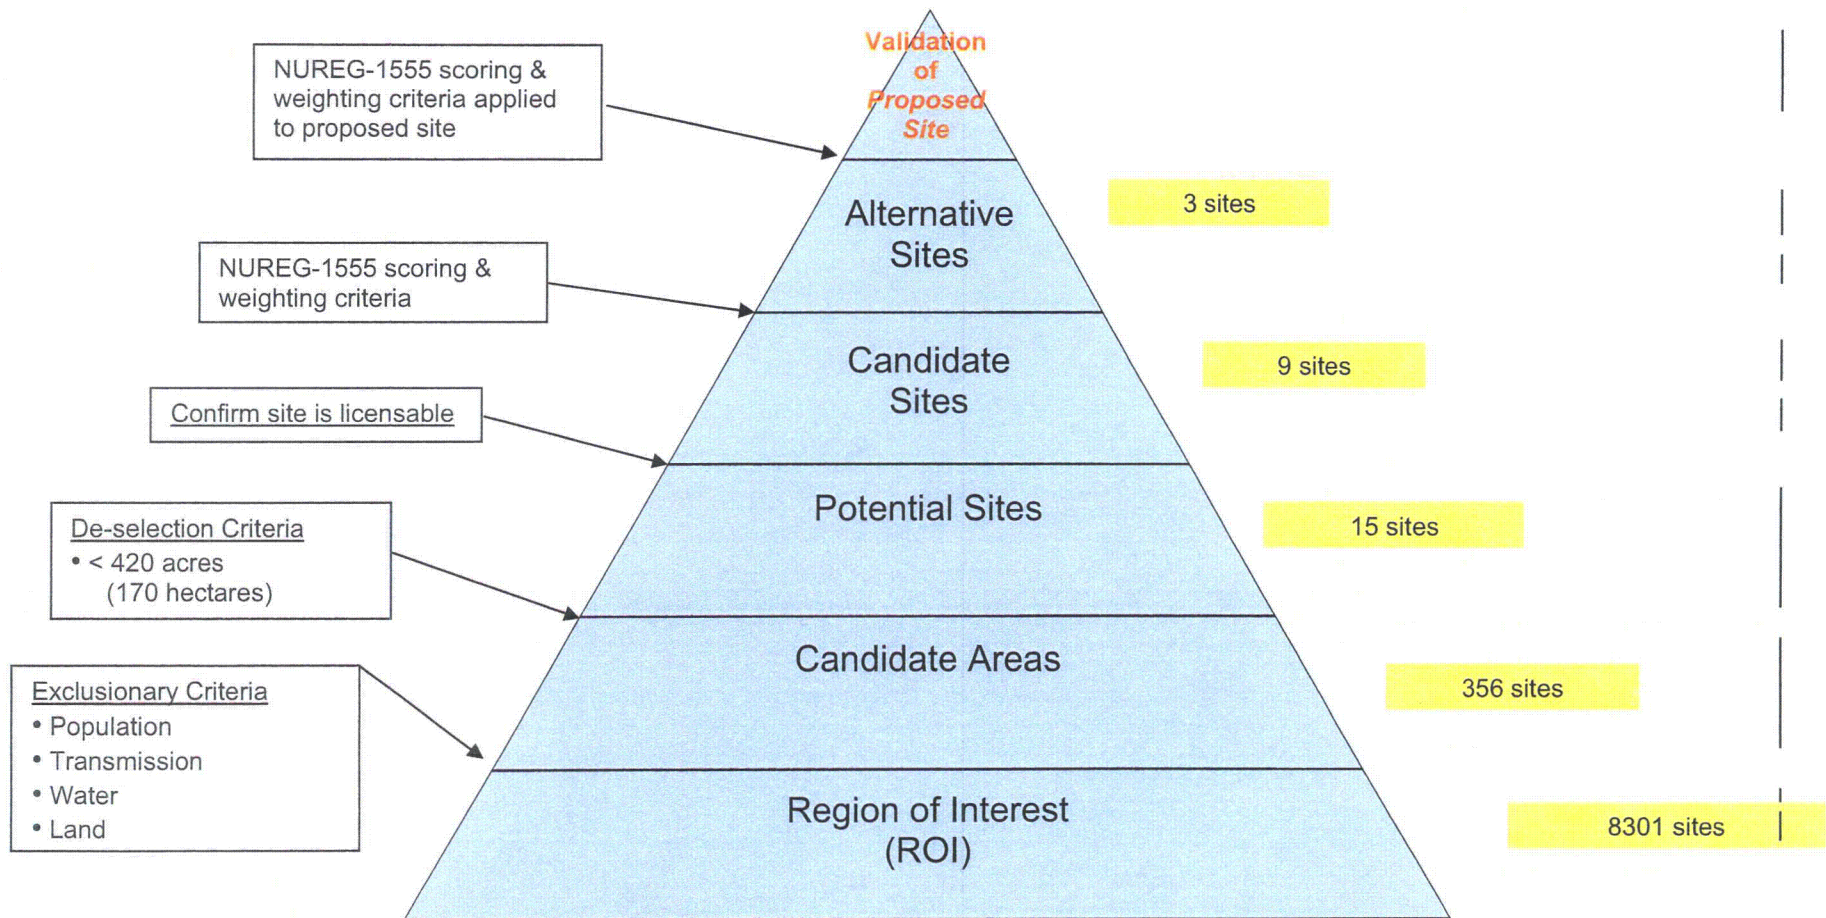 Validation
of
Proposed
Site
NUREG-1555 scoring &
weighting criteria applied
to proposed site
Alternative
Sites
3 sites
NUREG-1555 scoring &
weighting criteria
Candidate
Sites
9 sites
Confirm site is licensable
Potential Sites
15 sites
De-selection Criteria
• < 420 acres
(170 hectares)
Candidate Areas
356 sites
Exclusionary Criteria
• Population
• Transmission
• Water
• Land
Region of Interest
(ROI)
8301 sites